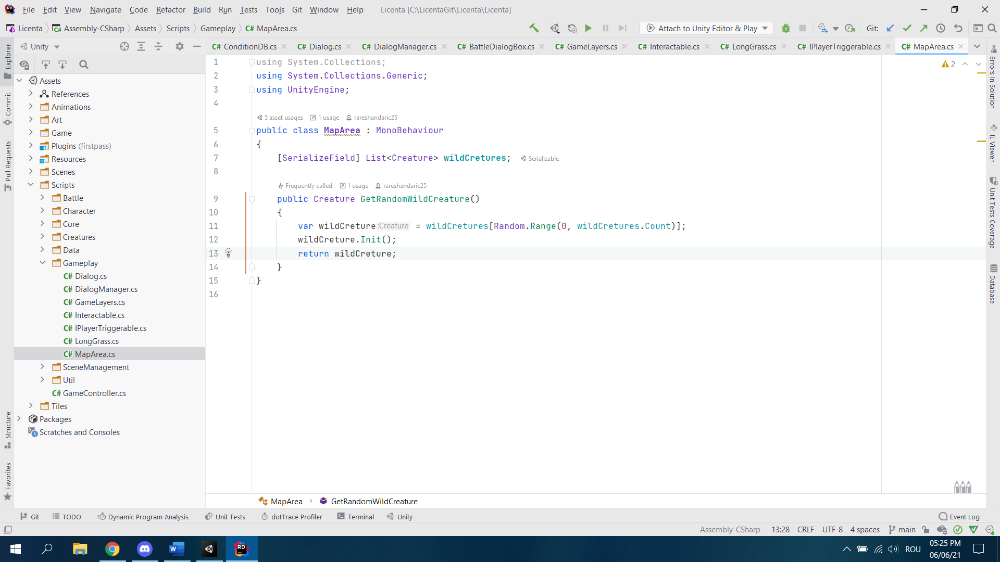 File Edit View Navigate Code Refactor Build Run Tests Tools Git Window Help Licenta [C:\LicentaGit\Licenta\Licenta]
Licenta Assembly-CSharp Assets Scripts Gameplay C# MapArea.cs Attach to Unity Editor & Play Git:
Unity
C# ConditionDB.cs C# Dialog.cs C# DialogManager.cs C# BattleDialogBox.cs C# GameLayers.cs C# Interactable.cs C# LongGrass.cs C# IPlayerTriggerable.cs C# MapArea.cs
Explorer
Commit
Pull Requests
Structure
Favorites
Assets
References
Animations
Art
Game
Plugins (firstpass)
Resources
Scenes
Scripts
Battle
Character
Core
Creatures
Data
Gameplay
C# Dialog.cs
C# DialogManager.cs
C# GameLayers.cs
C# Interactable.cs
C# IPlayerTriggerable.cs
C# LongGrass.cs
C# MapArea.cs
SceneManagement
Util
C# GameController.cs
Tiles
Packages
Scratches and Consoles
1 using System.Collections;
2 using System.Collections.Generic;
3 using UnityEngine;
4
5 asset usages 1 usage rareshandaric25
5 public class MapArea : MonoBehaviour
6 {
7 [SerializeField] List<Creature> wildCretures; Serializable
8
Frequently called 1 usage rareshandaric25
9 public Creature GetRandomWildCreature()
10 {
11 var wildCreture :Creature = wildCretures[Random.Range(0, wildCretures.Count)];
12 wildCreture.Init();
13 return wildCreture;
14 }
15 }
16
2
Errors In Solution
IL Viewer
Unit Tests Coverage
Database
MapArea GetRandomWildCreature
Git TODO Dynamic Program Analysis Unit Tests dotTrace Profiler Terminal Unity Event Log
Assembly-CSharp 13:28 CRLF UTF-8 4 spaces main
ROU 05:25 PM
06/06/21